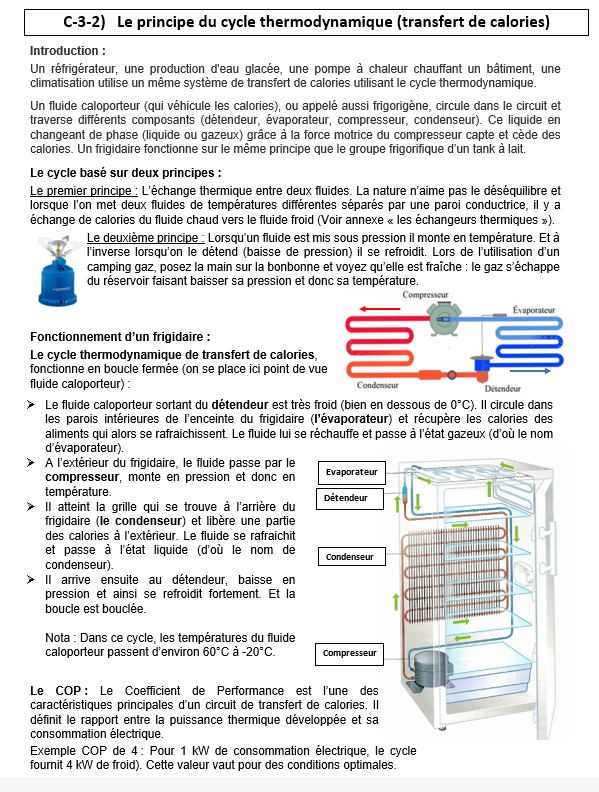 C-3-2) Le principe du cycle thermodynamique (transfert de calories)
Introduction :
Un réfrigérateur, une production d'eau glacée, une pompe à chaleur chauffant un bâtiment, une
climatisation utilise un même système de transfert de calories utilisant le cycle thermodynamique.
Un fluide caloporteur (qui véhicule les calories), ou appelé aussi frigorigène, circule dans le circuit et
traverse différents composants (détendeur, évaporateur, compresseur, condenseur). Ce liquide en
changeant de phase (liquide ou gazeux) grâce à la force motrice du compresseur capte et cède des
calories. Un frigidaire fonctionne sur le même principe que le groupe frigorifique d'un tank à lait.
Le cycle basé sur deux principes :
Le premier principe : L'échange thermique entre deux fluides. La nature n'aime pas le déséquilibre et
lorsque l'on met deux fluides de températures différentes séparés par une paroi conductrice, il y a
échange de calories du fluide chaud vers le fluide froid (Voir annexe « les échangeurs thermiques »).
Le deuxième principe : Lorsqu'un fluide est mis sous pression il monte en température. Et à
l'inverse lorsqu'on le détend (baisse de pression) il se refroidit. Lors de l'utilisation d'un
camping gaz, posez la main sur la bonbonne et voyez qu'elle est fraîche : le gaz s'échappe
du réservoir faisant baisser sa pression et donc sa température.
Compresseur
Évaporateur
Condenseur
Détendeur
Fonctionnement d'un frigidaire :
Le cycle thermodynamique de transfert de calories,
fonctionne en boucle fermée (on se place ici point de vue
fluide caloporteur) :
➢ Le fluide caloporteur sortant du détendeur est très froid (bien en dessous de 0°C). Il circule dans
les parois intérieures de l'enceinte du frigidaire (l'évaporateur) et récupère les calories des
aliments qui alors se rafraichissent. Le fluide lui se réchauffe et passe à l'état gazeux (d'où le nom
d'évaporateur).
➢ A l'extérieur du frigidaire, le fluide passe par le
compresseur, monte en pression et donc en
température.
➢ Il atteint la grille qui se trouve à l'arrière du
frigidaire (le condenseur) et libère une partie
des calories à l'extérieur. Le fluide se rafraichit
et passe à l'état liquide (d'où le nom de
condenseur).
➢ Il arrive ensuite au détendeur, baisse en
pression et ainsi se refroidit fortement. Et la
boucle est bouclée.
Nota : Dans ce cycle, les températures du fluide
caloporteur passent d'environ 60°C à -20°C.
Evaporateur
Détendeur
Condenseur
Compresseur
Le COP : Le Coefficient de Performance est l'une des
caractéristiques principales d'un circuit de transfert de calories. Il
définit le rapport entre la puissance thermique développée et sa
consommation électrique.
Exemple COP de 4 : Pour 1 kW de consommation électrique, le cycle
fournit 4 kW de froid). Cette valeur vaut pour des conditions optimales.